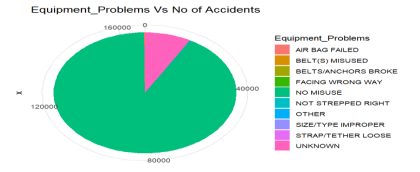 Equipment_Problems Vs No of Accidents
0
160000
40000
120000
80000
x
Equipment_Problems
AIR BAG FAILED
BELT(S) MISUSED
BELTS/ANCHORS BROKE
FACING WRONG WAY
NO MISUSE
NOT STREPPED RIGHT
OTHER
SIZE/TYPE IMPROPER
STRAP/TETHER LOOSE
UNKNOWN